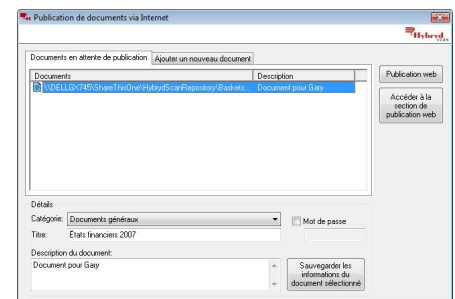 Publication de documents via Internet
Hybryd
Documents en attente de publication
Ajouter un nouveau document
Documents
Description
\\DELLGX745\ShareThisOne\HybrydScanRepository\Baskets...
Document pour Gary
Publication web
Accéder à la
section de
publication web
Détails
Catégorie:
Documents généraux
Mot de passe
Titre:
États financiers 2007
Description du document:
Document pour Gary
Sauvegarder les
informations du
document sélectionné